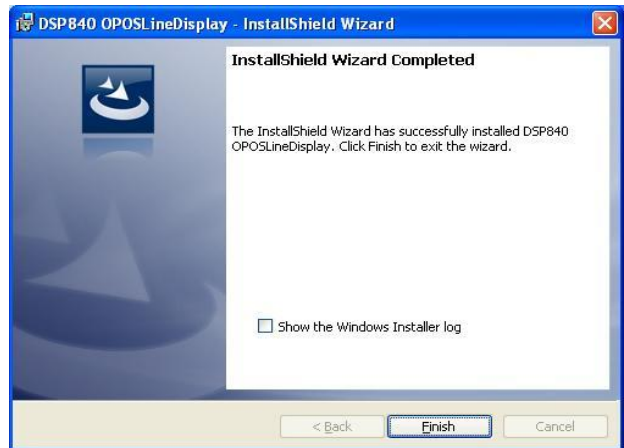 DSP840 OPOSLineDisplay - InstallShield Wizard
InstallShield Wizard Completed
The InstallShield Wizard has successfully installed DSP840
OPOSLineDisplay. Click Finish to exit the wizard.
Show the Windows Installer log
< Back
Finish
Cancel